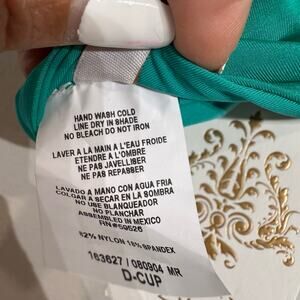 HAND WASH COLD
LINE DRY IN SHADE
NO BLEACH DO NOT IRON
LAVER A LA MAIN A L'EAU FROIDE
ETENDRE A L'OMBRE
NE PAS JAVELLIBER
NE PAS REPASSER
LAVADO A MANO CON AGUA FRIA
COLGAR A SECAR EN LA SOMBRA
NO USE BLANQUEADOR
NO PLANCHAR
ASSEMBLED IN MEXICO
RN#59526
82% NYLON 18% SPANDEX
163627 / 080904 MR
D-CUP